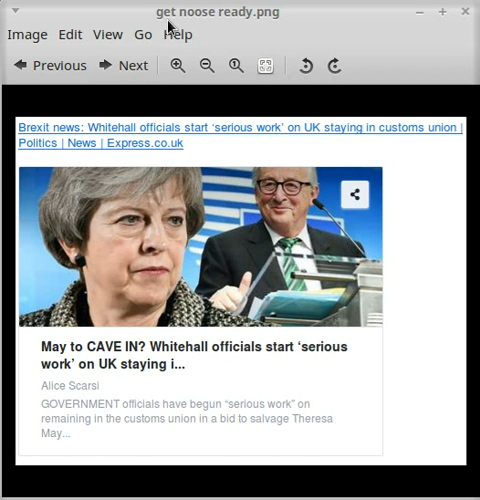 get noose ready.png
Image Edit View Go Help
Previous Next
Brexit news: Whitehall officials start ‘serious work’ on UK staying in customs union |
Politics | News | Express.co.uk
May to CAVE IN? Whitehall officials start ‘serious
work’ on UK staying i...
Alice Scarsi
GOVERNMENT officials have begun “serious work” on
remaining in the customs union in a bid to salvage Theresa
May...